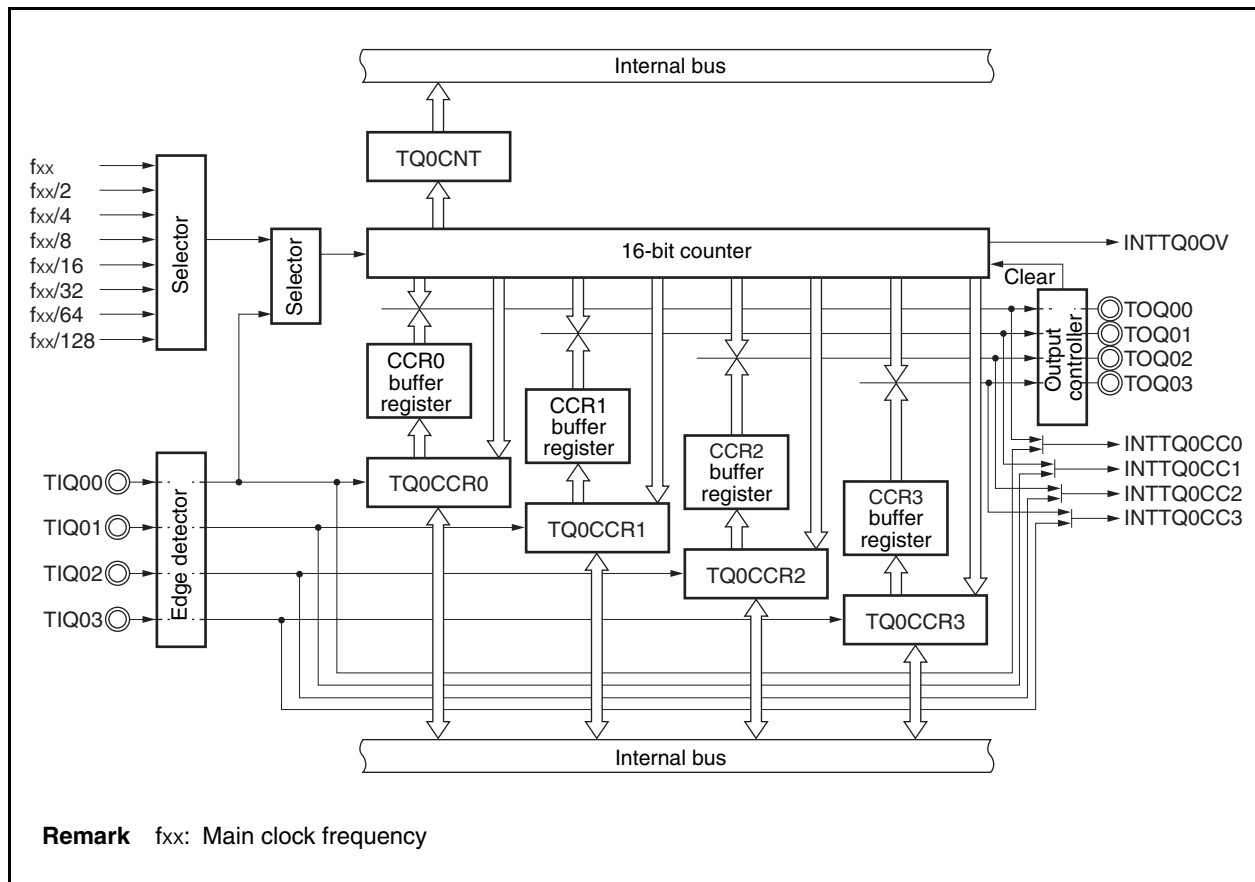 Internal bus
TQ0CNT
fxx
fxx/2
fxx/4
fxx/8
fxx/16
fxx/32
fxx/64
fxx/128
Selector
Selector
16-bit counter
INTTQ0OV
Clear
Output
controller
TOQ00
TOQ01
TOQ02
TOQ03
CCR0
buffer
register
CCR1
buffer
register
CCR2
buffer
register
CCR3
buffer
register
INTTQ0CC0
INTTQ0CC1
INTTQ0CC2
INTTQ0CC3
TIQ00
TIQ01
TIQ02
TIQ03
Edge detector
TQ0CCR0
TQ0CCR1
TQ0CCR2
TQ0CCR3
Internal bus
Remark fxx: Main clock frequency